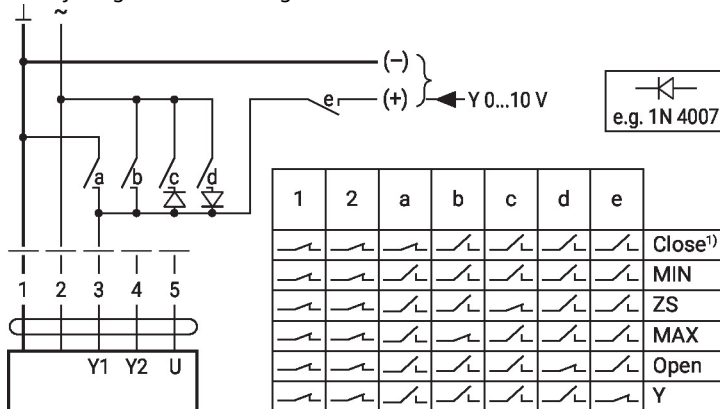 ⊥ ~
(–)
e (+) Y 0...10 V
e.g. 1N 4007
a b c d
1 2 a b c d e
Close1)
MIN
1 2 3 4 5
ZS
MAX
Y1 Y2 U
Open
Y